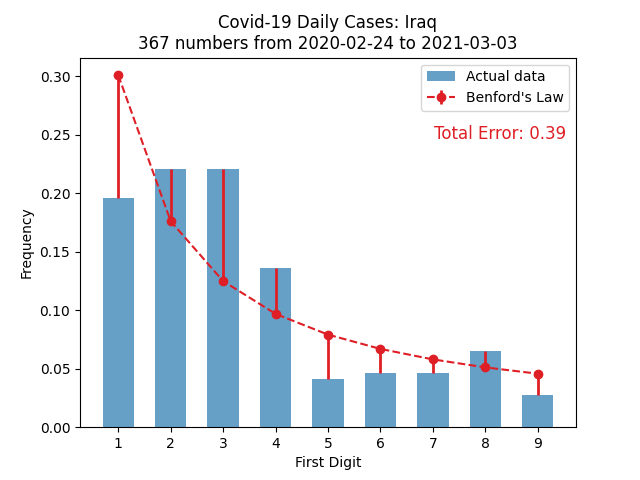 Covid-19 Daily Cases: Iraq
367 numbers from 2020-02-24 to 2021-03-03
Actual data
Benford's Law
Total Error: 0.39
Frequency
0.30
0.25
0.20
0.15
0.10
0.05
0.00
1 2 3 4 5 6 7 8 9
First Digit